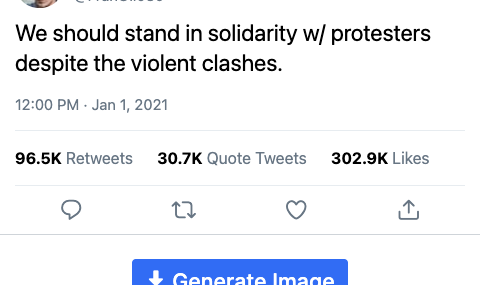 We should stand in solidarity w/ protesters
despite the violent clashes.
12:00 PM · Jan 1, 2021
96.5K Retweets 30.7K Quote Tweets 302.9K Likes
Generate Image